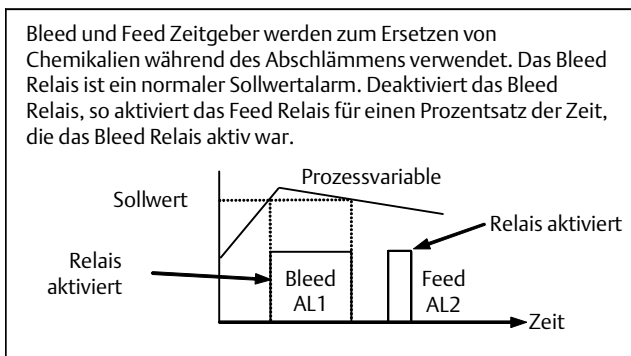 Bleed und Feed Zeitgeber werden zum Ersetzen von
Chemikalien während des Abschlämmens verwendet. Das Bleed
Relais ist ein normaler Sollwertalarm. Deaktiviert das Bleed
Relais, so aktiviert das Feed Relais für einen Prozentsatz der Zeit,
die das Bleed Relais aktiv war.
Prozessvariable
Sollwert
Relais aktiviert
Relais
aktiviert
Bleed
AL1
Feed
AL2
Zeit